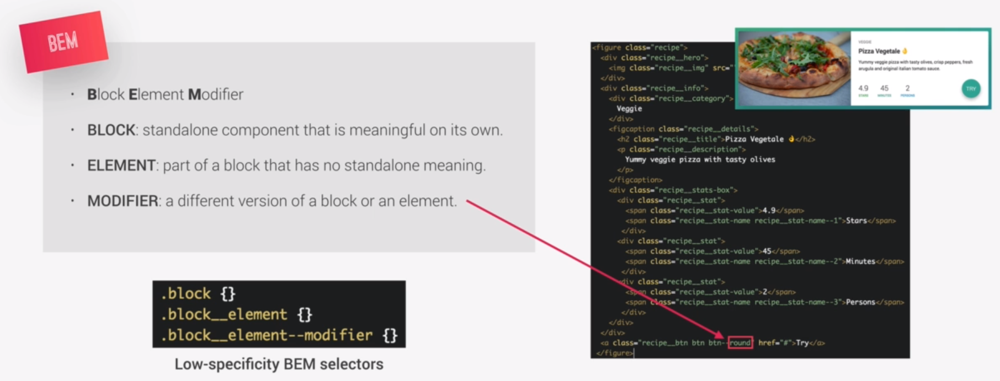 BEM
· Block Element Modifier
· BLOCK: standalone component that is meaningful on its own.
· ELEMENT: part of a block that has no standalone meaning.
· MODIFIER: a different version of a block or an element.
.block {}
.block__element {}
.block__element--modifier {}
Low-specificity BEM selectors
<figure class="recipe">
<div class="recipe__hero">
<img class="recipe__img" src="
</div>
<div class="recipe__info">
<div class="recipe__category">
Veggie
</div>
<figcaption class="recipe__details">
<h2 class="recipe__title">Pizza Vegetale 👌</h2>
<p class="recipe__description">
Yummy veggie pizza with tasty olives
</p>
</figcaption>
<div class="recipe__stats-box">
<div class="recipe__stat">
<span class="recipe__stat-value">4.9</span>
<span class="recipe__stat-name recipe__stat-name--1">Stars</span>
</div>
<div class="recipe__stat">
<span class="recipe__stat-value">45</span>
<span class="recipe__stat-name recipe__stat-name--2">Minutes</span>
</div>
<div class="recipe__stat">
<span class="recipe__stat-value">2</span>
<span class="recipe__stat-name recipe__stat-name--3">Persons</span>
</div>
</div>
</div>
<a class="recipe__btn btn btn--round" href="#">Try</a>
</figure>
VEGGIE
Pizza Vegetale 👌
Yummy veggie pizza with tasty olives, crisp peppers, fresh
arugula and original italian tomato sauce.
4.9 45 2
STARS MINUTES PERSONS
TRY